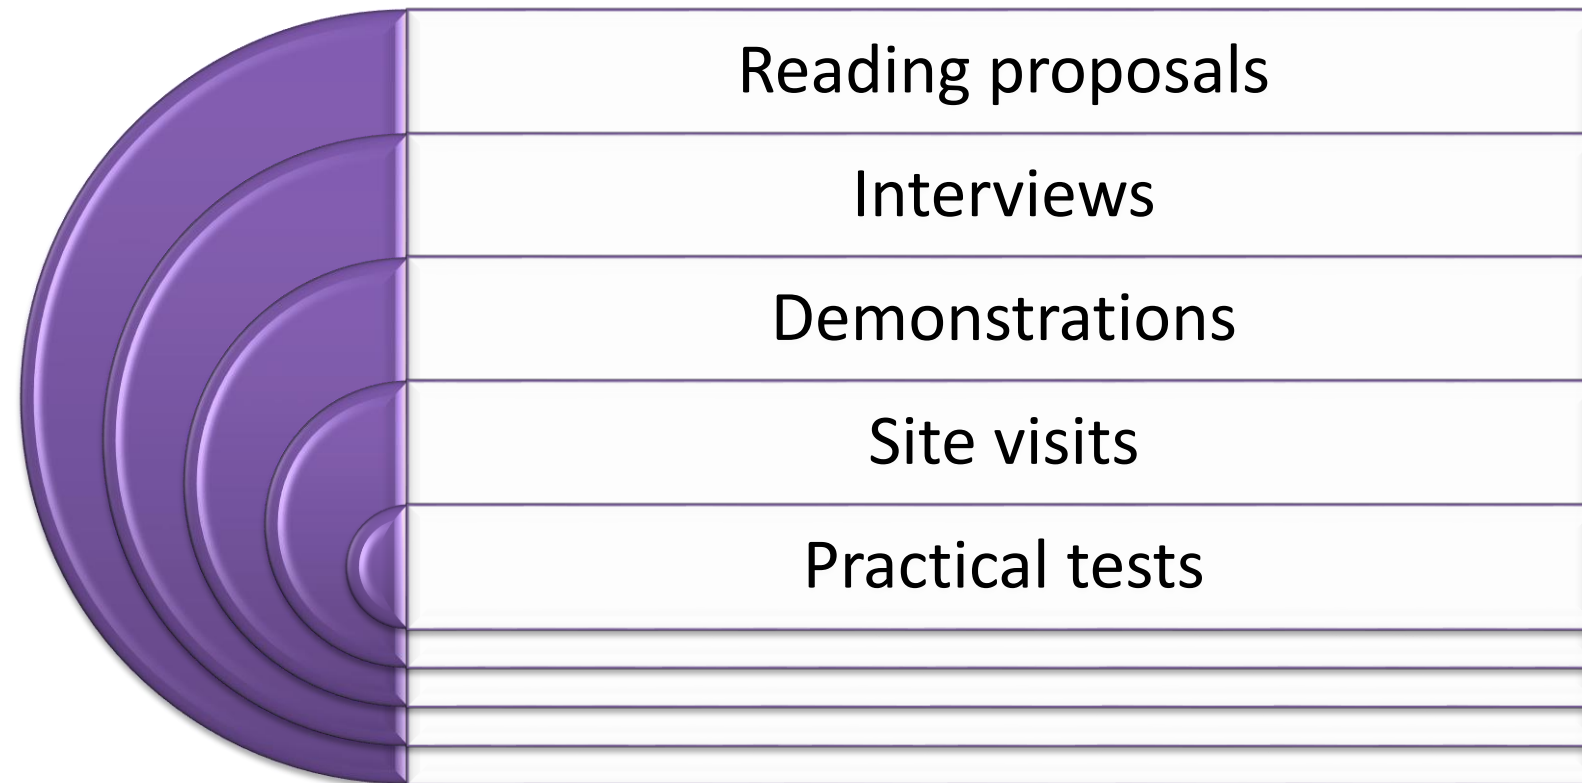 Reading proposals
Interviews
Demonstrations
Site visits
Practical tests